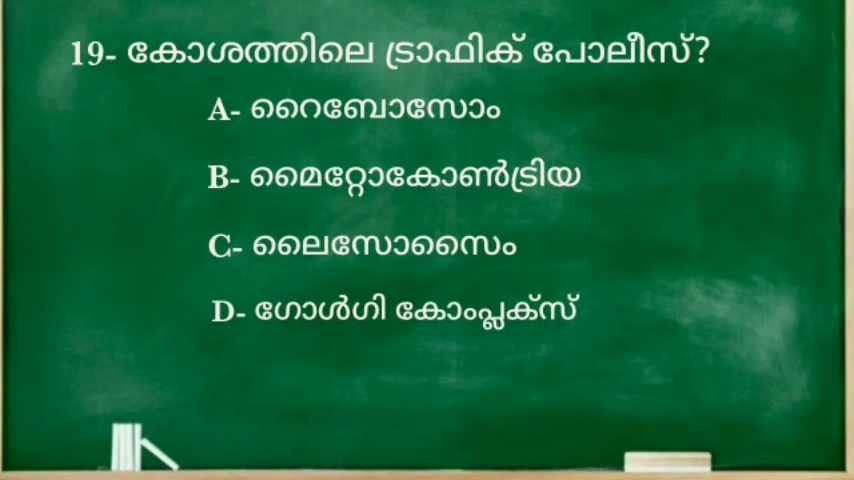 19- കോശത്തിലെ ട്രാഫിക് പോലീസ്?
A- റൈബോസോം
B- മൈറ്റോകോൺട്രിയ
C- ലൈസോസൈം
D- ഗോൾഗി കോംപ്ലക്സ്